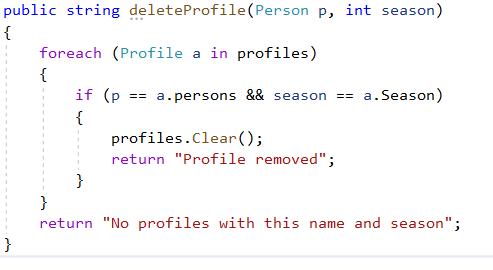 public string deleteProfile(Person p, int season)
{
foreach (Profile a in profiles)
{
if (p == a.persons && season == a.Season)
{
profiles.Clear();
return "Profile removed";
}
}
return "No profiles with this name and season";
}